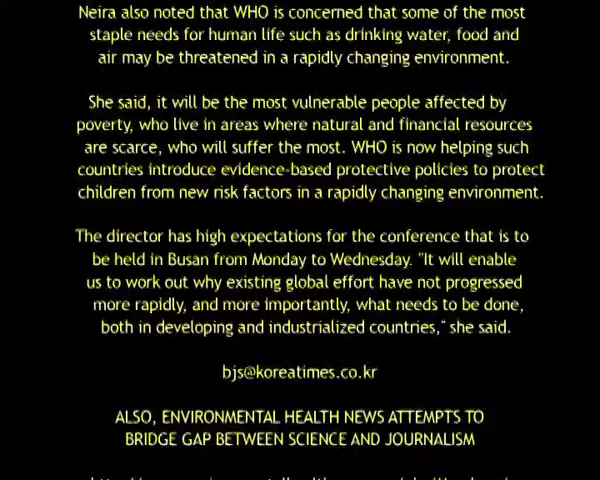 Neira also noted that WHO is concerned that some of the most
staple needs for human life such as drinking water, food and
air may be threatened in a rapidly changing environment.
She said, it will be the most vulnerable people affected by
poverty, who live in areas where natural and financial resources
are scarce, who will suffer the most. WHO is now helping such
countries introduce evidence-based protective policies to protect
children from new risk factors in a rapidly changing environment.
The director has high expectations for the conference that is to
be held in Busan from Monday to Wednesday. "It will enable
us to work out why existing global effort have not progressed
more rapidly, and more importantly, what needs to be done,
both in developing and industrialized countries," she said.
bjs@koreatimes.co.kr
ALSO, ENVIRONMENTAL HEALTH NEWS ATTEMPTS TO
BRIDGE GAP BETWEEN SCIENCE AND JOURNALISM